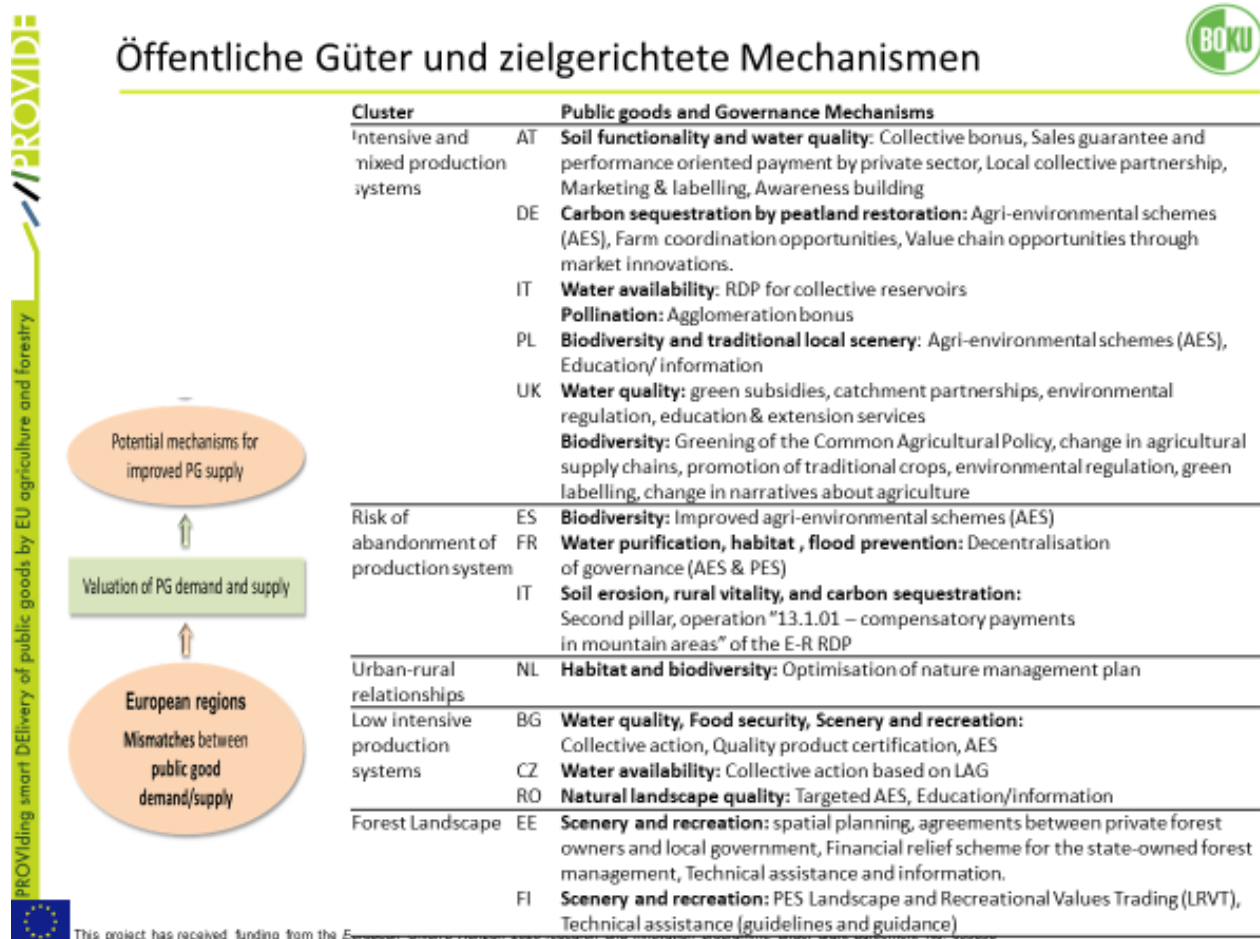 //PROVIDE
BOKU
Öffentliche Güter und zielgerichtete Mechanismen
PROVIding smart DElivery of public goods by EU agriculture and forestry
Potential mechanisms for
improved PG supply
Valuation of PG demand and supply
European regions
Mismatches between
public good
demand/supply
Cluster Public goods and Governance Mechanisms
Intensive and AT Soil functionality and water quality: Collective bonus, Sales guarantee and
mixed production performance oriented payment by private sector, Local collective partnership,
systems Marketing & labelling, Awareness building
DE Carbon sequestration by peatland restoration: Agri-environmental schemes
(AES), Farm coordination opportunities, Value chain opportunities through
market innovations.
IT Water availability: RDP for collective reservoirs
Pollination: Agglomeration bonus
PL Biodiversity and traditional local scenery: Agri-environmental schemes (AES),
Education/ information
UK Water quality: green subsidies, catchment partnerships, environmental
regulation, education & extension services
Biodiversity: Greening of the Common Agricultural Policy, change in agricultural
supply chains, promotion of traditional crops, environmental regulation, green
labelling, change in narratives about agriculture
Risk of ES Biodiversity: Improved agri-environmental schemes (AES)
abandonment of FR Water purification, habitat , flood prevention: Decentralisation
production system of governance (AES & PES)
IT Soil erosion, rural vitality, and carbon sequestration:
Second pillar, operation "13.1.01 – compensatory payments
in mountain areas" of the E-R RDP
Urban-rural NL Habitat and biodiversity: Optimisation of nature management plan
relationships
Low intensive BG Water quality, Food security, Scenery and recreation:
production Collective action, Quality product certification, AES
systems CZ Water availability: Collective action based on LAG
RO Natural landscape quality: Targeted AES, Education/information
Forest Landscape EE Scenery and recreation: spatial planning, agreements between private forest
owners and local government, Financial relief scheme for the state-owned forest
management, Technical assistance and information.
FI Scenery and recreation: PES Landscape and Recreational Values Trading (LRVT),
Technical assistance (guidelines and guidance)
This project has received funding from the